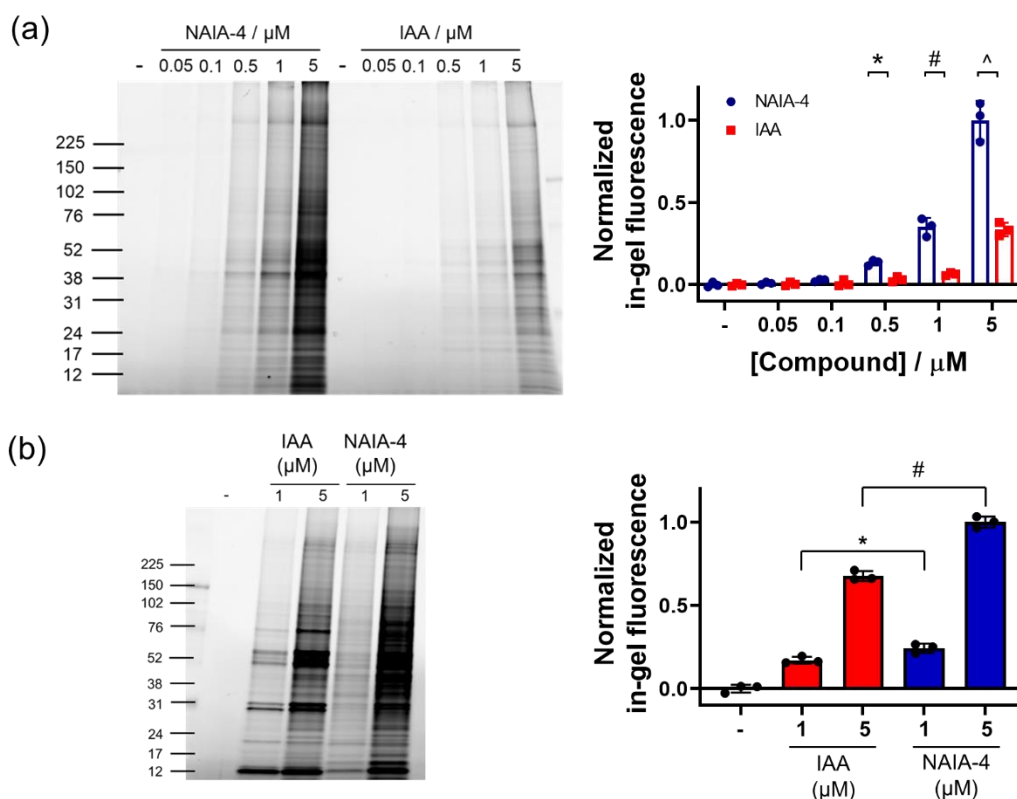 (a)
NAIA-4 / μM IAA / μM
- 0.05 0.1 0.5 1 5 - 0.05 0.1 0.5 1 5
225
150
102
76
52
38
31
24
17
12
* # ^
NAIA-4
IAA
Normalized
in-gel fluorescence
1.0
0.5
0.0
- 0.05 0.1 0.5 1 5
[Compound] / μM
(b)
IAA NAIA-4
(μM) (μM)
- 1 5 1 5
225
150
102
76
52
38
31
24
17
12
#
*
Normalized
in-gel fluorescence
1.0
0.5
0.0
- 1 5 1 5
IAA NAIA-4
(μM) (μM)